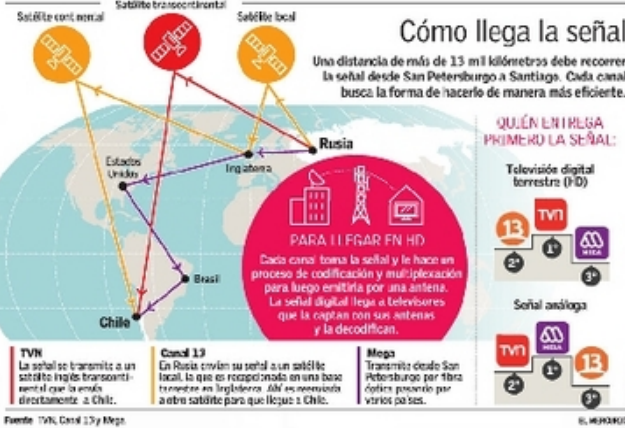 Satélite continental
Satélite transcontinental
Satélite local
Cómo llega la señal
Una distancia de más de 13 mil kilómetros debe recorrer
la señal desde San Petersburgo a Santiago. Cada canal
busca la forma de hacerlo de manera más eficiente.
QUIÉN ENTREGA
PRIMERO LA SEÑAL:
Televisión digital
terrestre (HD)
13
TVN
MEGA
2º
1º
3º
Señal análoga
TVN
MEGA
13
2º
1º
3º
Rusia
Inglaterra
Estados
Unidos
Brasil
Chile
PARA LLEGAR EN HD
Cada canal toma la señal y le hace un
proceso de codificación y multiplexación
para luego emitirla por una antena.
La señal digital llega a televisores
que la captan con sus antenas
y la decodifican.
TVN
La señal se transmite a un
satélite inglés transconti-
nental que la envía
directamente a Chile.
Canal 13
En Rusia envían su señal a un satélite
local, la que es recepcionada en una base
terrestre en Inglaterra. Ahí es reenviada
a otro satélite para que llegue a Chile.
Mega
Transmite desde San
Petersburgo por fibra
óptica pasando por
varios países.
Fuente TVN, Canal 13 y Mega
EL MERCURIO